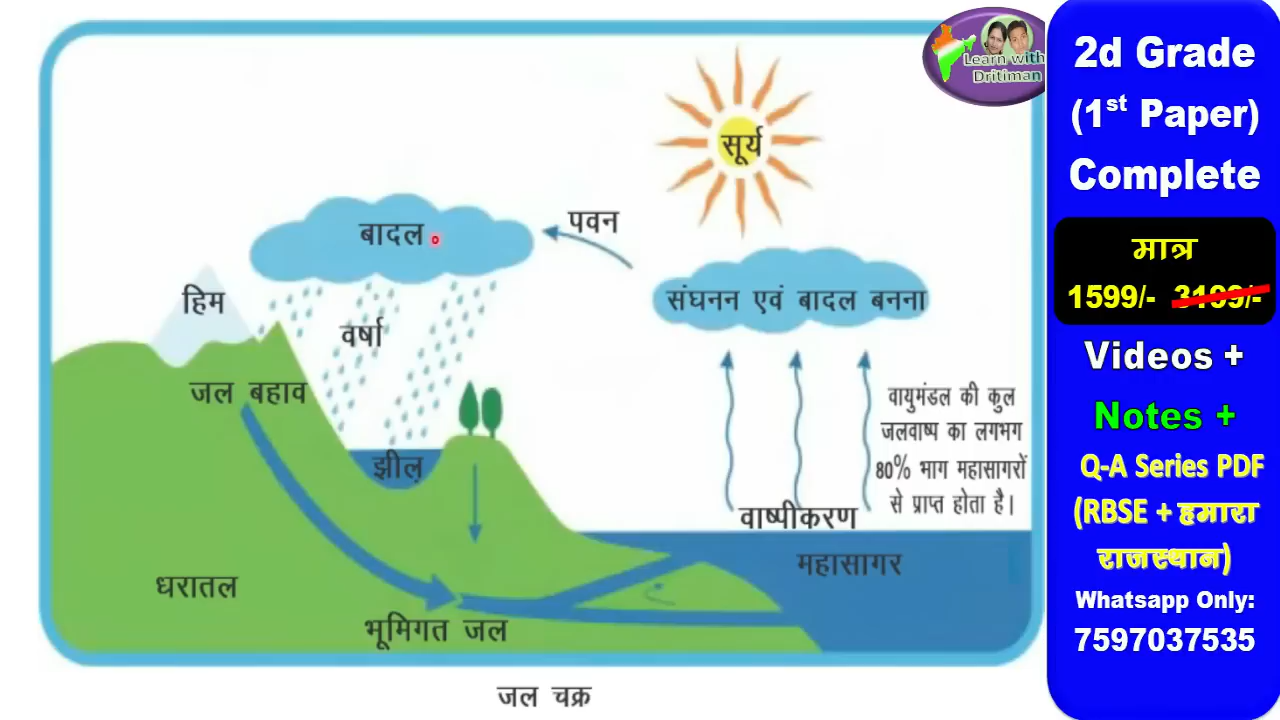 Learn with
Dritiman
सूर्य
पवन
बादल
संघनन एवं बादल बनना
हिम
वर्षा
जल बहाव
वायुमंडल की कुल
जलवाष्प का लगभग
80% भाग महासागरों
से प्राप्त होता है।
झील
वाष्पीकरण
महासागर
धरातल
भूमिगत जल
जल चक्र
2d Grade
(1st Paper)
Complete
मात्र
1599/- 3199/-
Videos +
Notes +
Q-A Series PDF
(RBSE + हमारा
राजस्थान)
Whatsapp Only:
7597037535